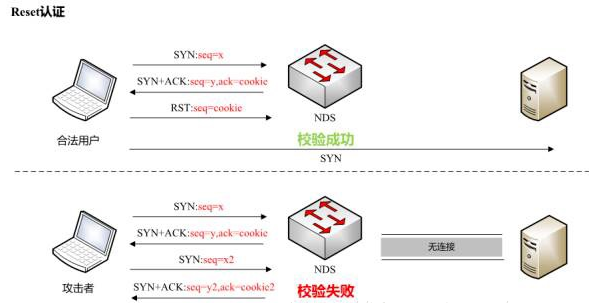 Reset认证
SYN:seq=x
SYN+ACK:seq=y,ack=cookie
RST:seq=cookie
NDS
合法用户
校验成功
SYN
SYN:seq=x
SYN+ACK:seq=y,ack=cookie
无连接
SYN:seq=x2
NDS
攻击者
SYN+ACK:seq=y2,ack=cookie2
校验失败